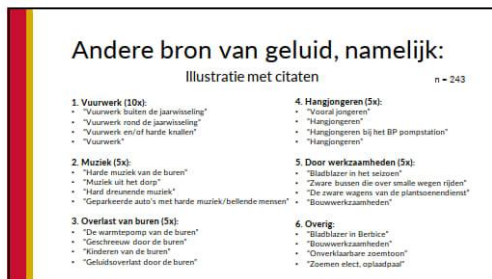 Andere bron van geluid, namelijk:
Illustratie met citaten
n = 243
1. Vuurwerk (10x):
• "Vuurwerk buiten de jaarwisseling"
• "Vuurwerk rond de jaarwisseling"
• "Vuurwerk en/of harde knallen"
• "Vuurwerk"
2. Muziek (5x):
• "Harde muziek van de buren"
• "Muziek uit het dorp"
• "Hard dreunende muziek"
• "Geparkeerde auto's met harde muziek/bellende mensen"
3. Overlast van buren (5x):
• "De warmtepomp van de buren"
• "Geschreeuw door de buren"
• "Kinderen van de buren"
• "Geluidsoverlast door de buren"
4. Hangjongeren (5x):
• "Vooral jongeren"
• "Hangjongeren"
• "Hangjongeren bij het BP pompstation"
• "Hangjongeren"
5. Door werkzaamheden (5x):
• "Bladblazer in het seizoen"
• "Zware bussen die over smalle wegen rijden"
• "De zware wagens van de plantsoenendienst"
• "Bouwwerkzaamheden"
6. Overig:
• "Bladblazer in Berbice"
• "Bouwwerkzaamheden"
• "Onverklaarbare zoemtoon"
• "Zoemen elect, oplaadpaal"